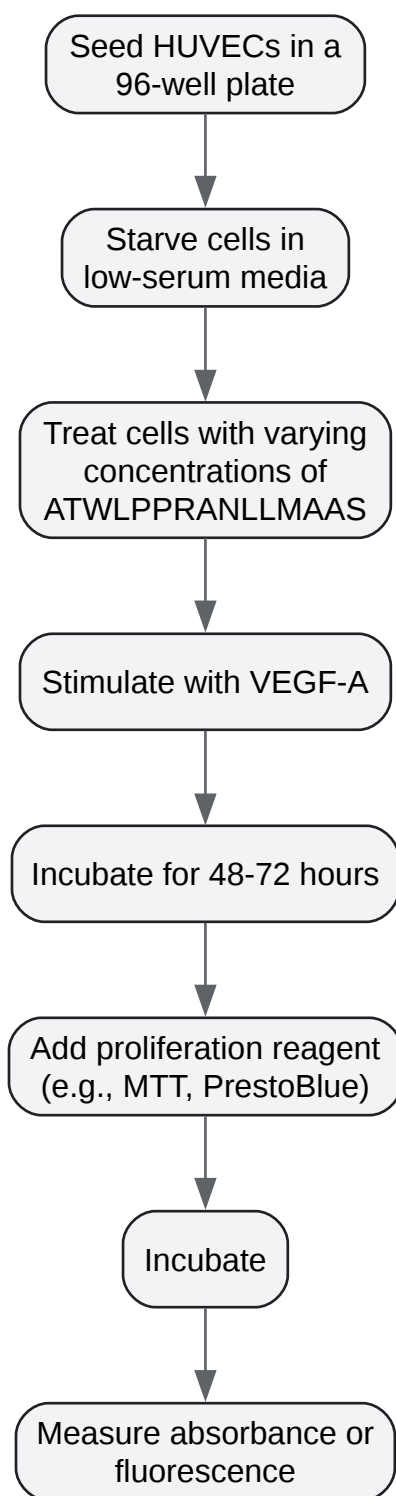 Seed HUVECs in a
96-well plate
Starve cells in
low-serum media
Treat cells with varying
concentrations of
ATWLPPRANLLMAAS
Stimulate with VEGF-A
Incubate for 48-72 hours
Add proliferation reagent
(e.g., MTT, PrestoBlue)
Incubate
Measure absorbance or
fluorescence